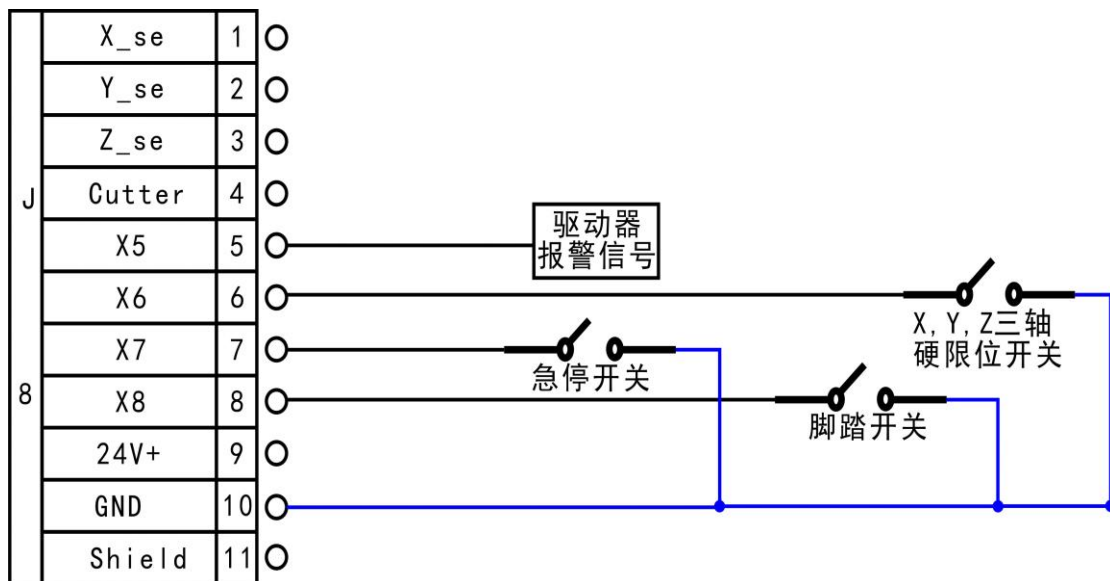 J
8
X_se 1
Y_se 2
Z_se 3
Cutter 4
X5 5
驱动器
报警信号
X6 6
X,Y,Z三轴
硬限位开关
X7 7
急停开关
X8 8
脚踏开关
24V+ 9
GND 10
Shield 11